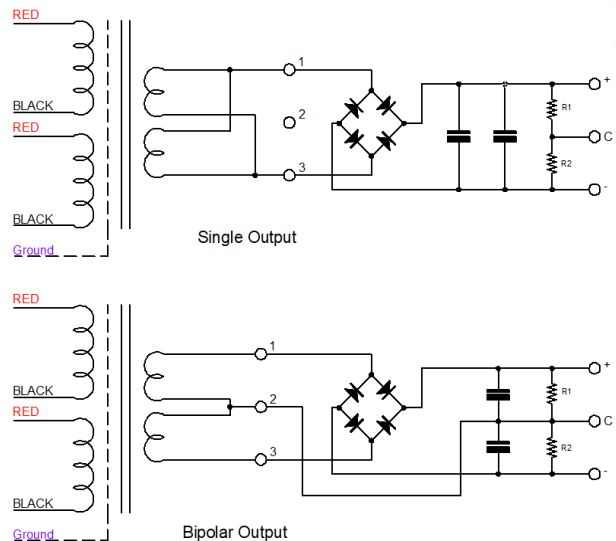 RED
1
+
R1
BLACK
2
C
RED
R2
3
-
BLACK
Single Output
Ground
RED
1
+
BLACK
R1
2
RED
C
R2
3
-
BLACK
Bipolar Output
Ground